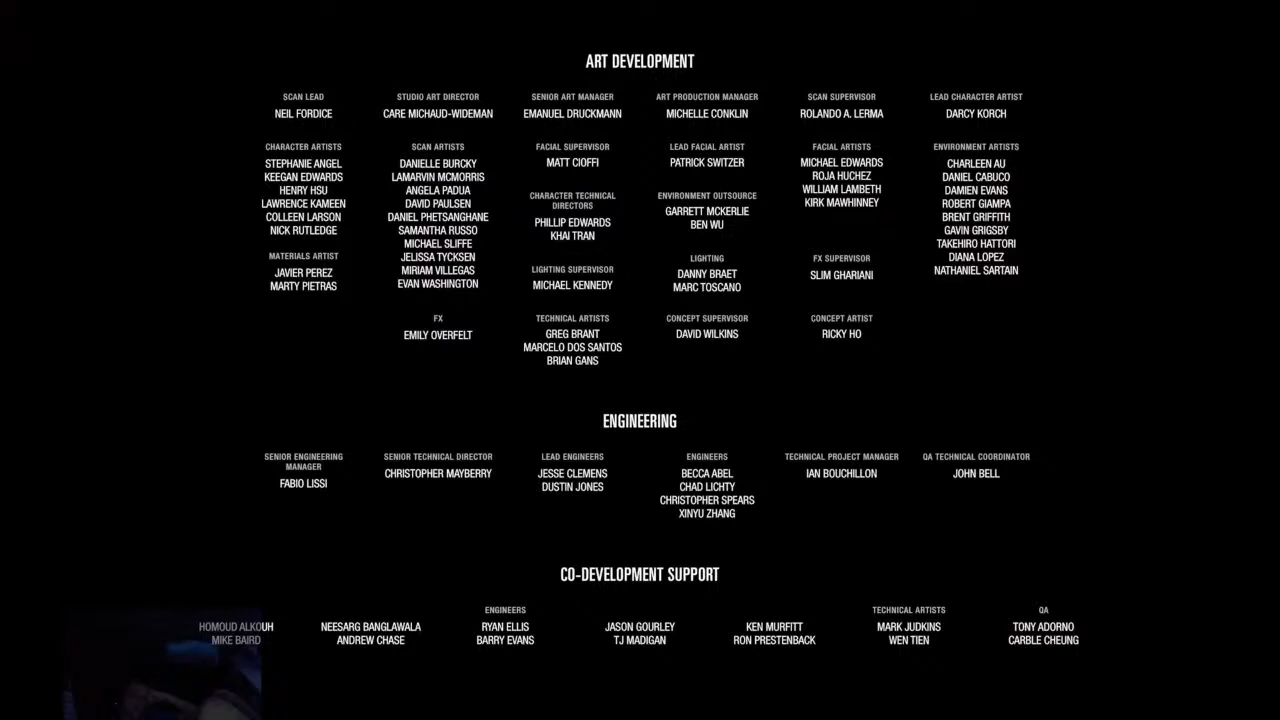 ART DEVELOPMENT
SCAN LEAD
NEIL FORDICE
STUDIO ART DIRECTOR
CARE MICHAUD-WIDEMAN
SENIOR ART MANAGER
EMANUEL DRUCKMANN
ART PRODUCTION MANAGER
MICHELLE CONKLIN
SCAN SUPERVISOR
ROLANDO A. LERMA
LEAD CHARACTER ARTIST
DARCY KORCH
CHARACTER ARTISTS
STEPHANIE ANGEL
KEEGAN EDWARDS
HENRY HSU
LAWRENCE KAMEEN
COLLEEN LARSON
NICK RUTLEDGE
MATERIALS ARTIST
JAVIER PEREZ
MARTY PIETRAS
SCAN ARTISTS
DANIELLE BURCKY
LAMARVIN MCMORRIS
ANGELA PADUA
DAVID PAULSEN
DANIEL PHETSANGHANE
SAMANTHA RUSSO
MICHAEL SLIFFE
JELISSA TYCKSEN
MIRIAM VILLEGAS
EVAN WASHINGTON
FX
EMILY OVERFELT
FACIAL SUPERVISOR
MATT CIOFFI
CHARACTER TECHNICAL
DIRECTORS
PHILLIP EDWARDS
KHAI TRAN
LIGHTING SUPERVISOR
MICHAEL KENNEDY
TECHNICAL ARTISTS
GREG BRANT
MARCELO DOS SANTOS
BRIAN GANS
LEAD FACIAL ARTIST
PATRICK SWITZER
ENVIRONMENT OUTSOURCE
GARRETT MCKERLIE
BEN WU
LIGHTING
DANNY BRAET
MARC TOSCANO
CONCEPT SUPERVISOR
DAVID WILKINS
FACIAL ARTISTS
MICHAEL EDWARDS
ROJA HUCHEZ
WILLIAM LAMBETH
KIRK MAWHINNEY
FX SUPERVISOR
SLIM GHARIANI
CONCEPT ARTIST
RICKY HO
ENVIRONMENT ARTISTS
CHARLEEN AU
DANIEL CABUCO
DAMIEN EVANS
ROBERT GIAMPA
BRENT GRIFFITH
GAVIN GRIGSBY
TAKEHIRO HATTORI
DIANA LOPEZ
NATHANIEL SARTAIN
ENGINEERING
SENIOR ENGINEERING
MANAGER
FABIO LISSI
SENIOR TECHNICAL DIRECTOR
CHRISTOPHER MAYBERRY
LEAD ENGINEERS
JESSE CLEMENS
DUSTIN JONES
ENGINEERS
BECCA ABEL
CHAD LICHTY
CHRISTOPHER SPEARS
XINYU ZHANG
TECHNICAL PROJECT MANAGER
IAN BOUCHILLON
QA TECHNICAL COORDINATOR
JOHN BELL
CO-DEVELOPMENT SUPPORT
HOMOUD ALKOUH
MIKE BAIRD
NEESARG BANGLAWALA
ANDREW CHASE
ENGINEERS
RYAN ELLIS
BARRY EVANS
JASON GOURLEY
TJ MADIGAN
KEN MURFITT
RON PRESTENBACK
TECHNICAL ARTISTS
MARK JUDKINS
WEN TIEN
QA
TONY ADORNO
CARBLE CHEUNG